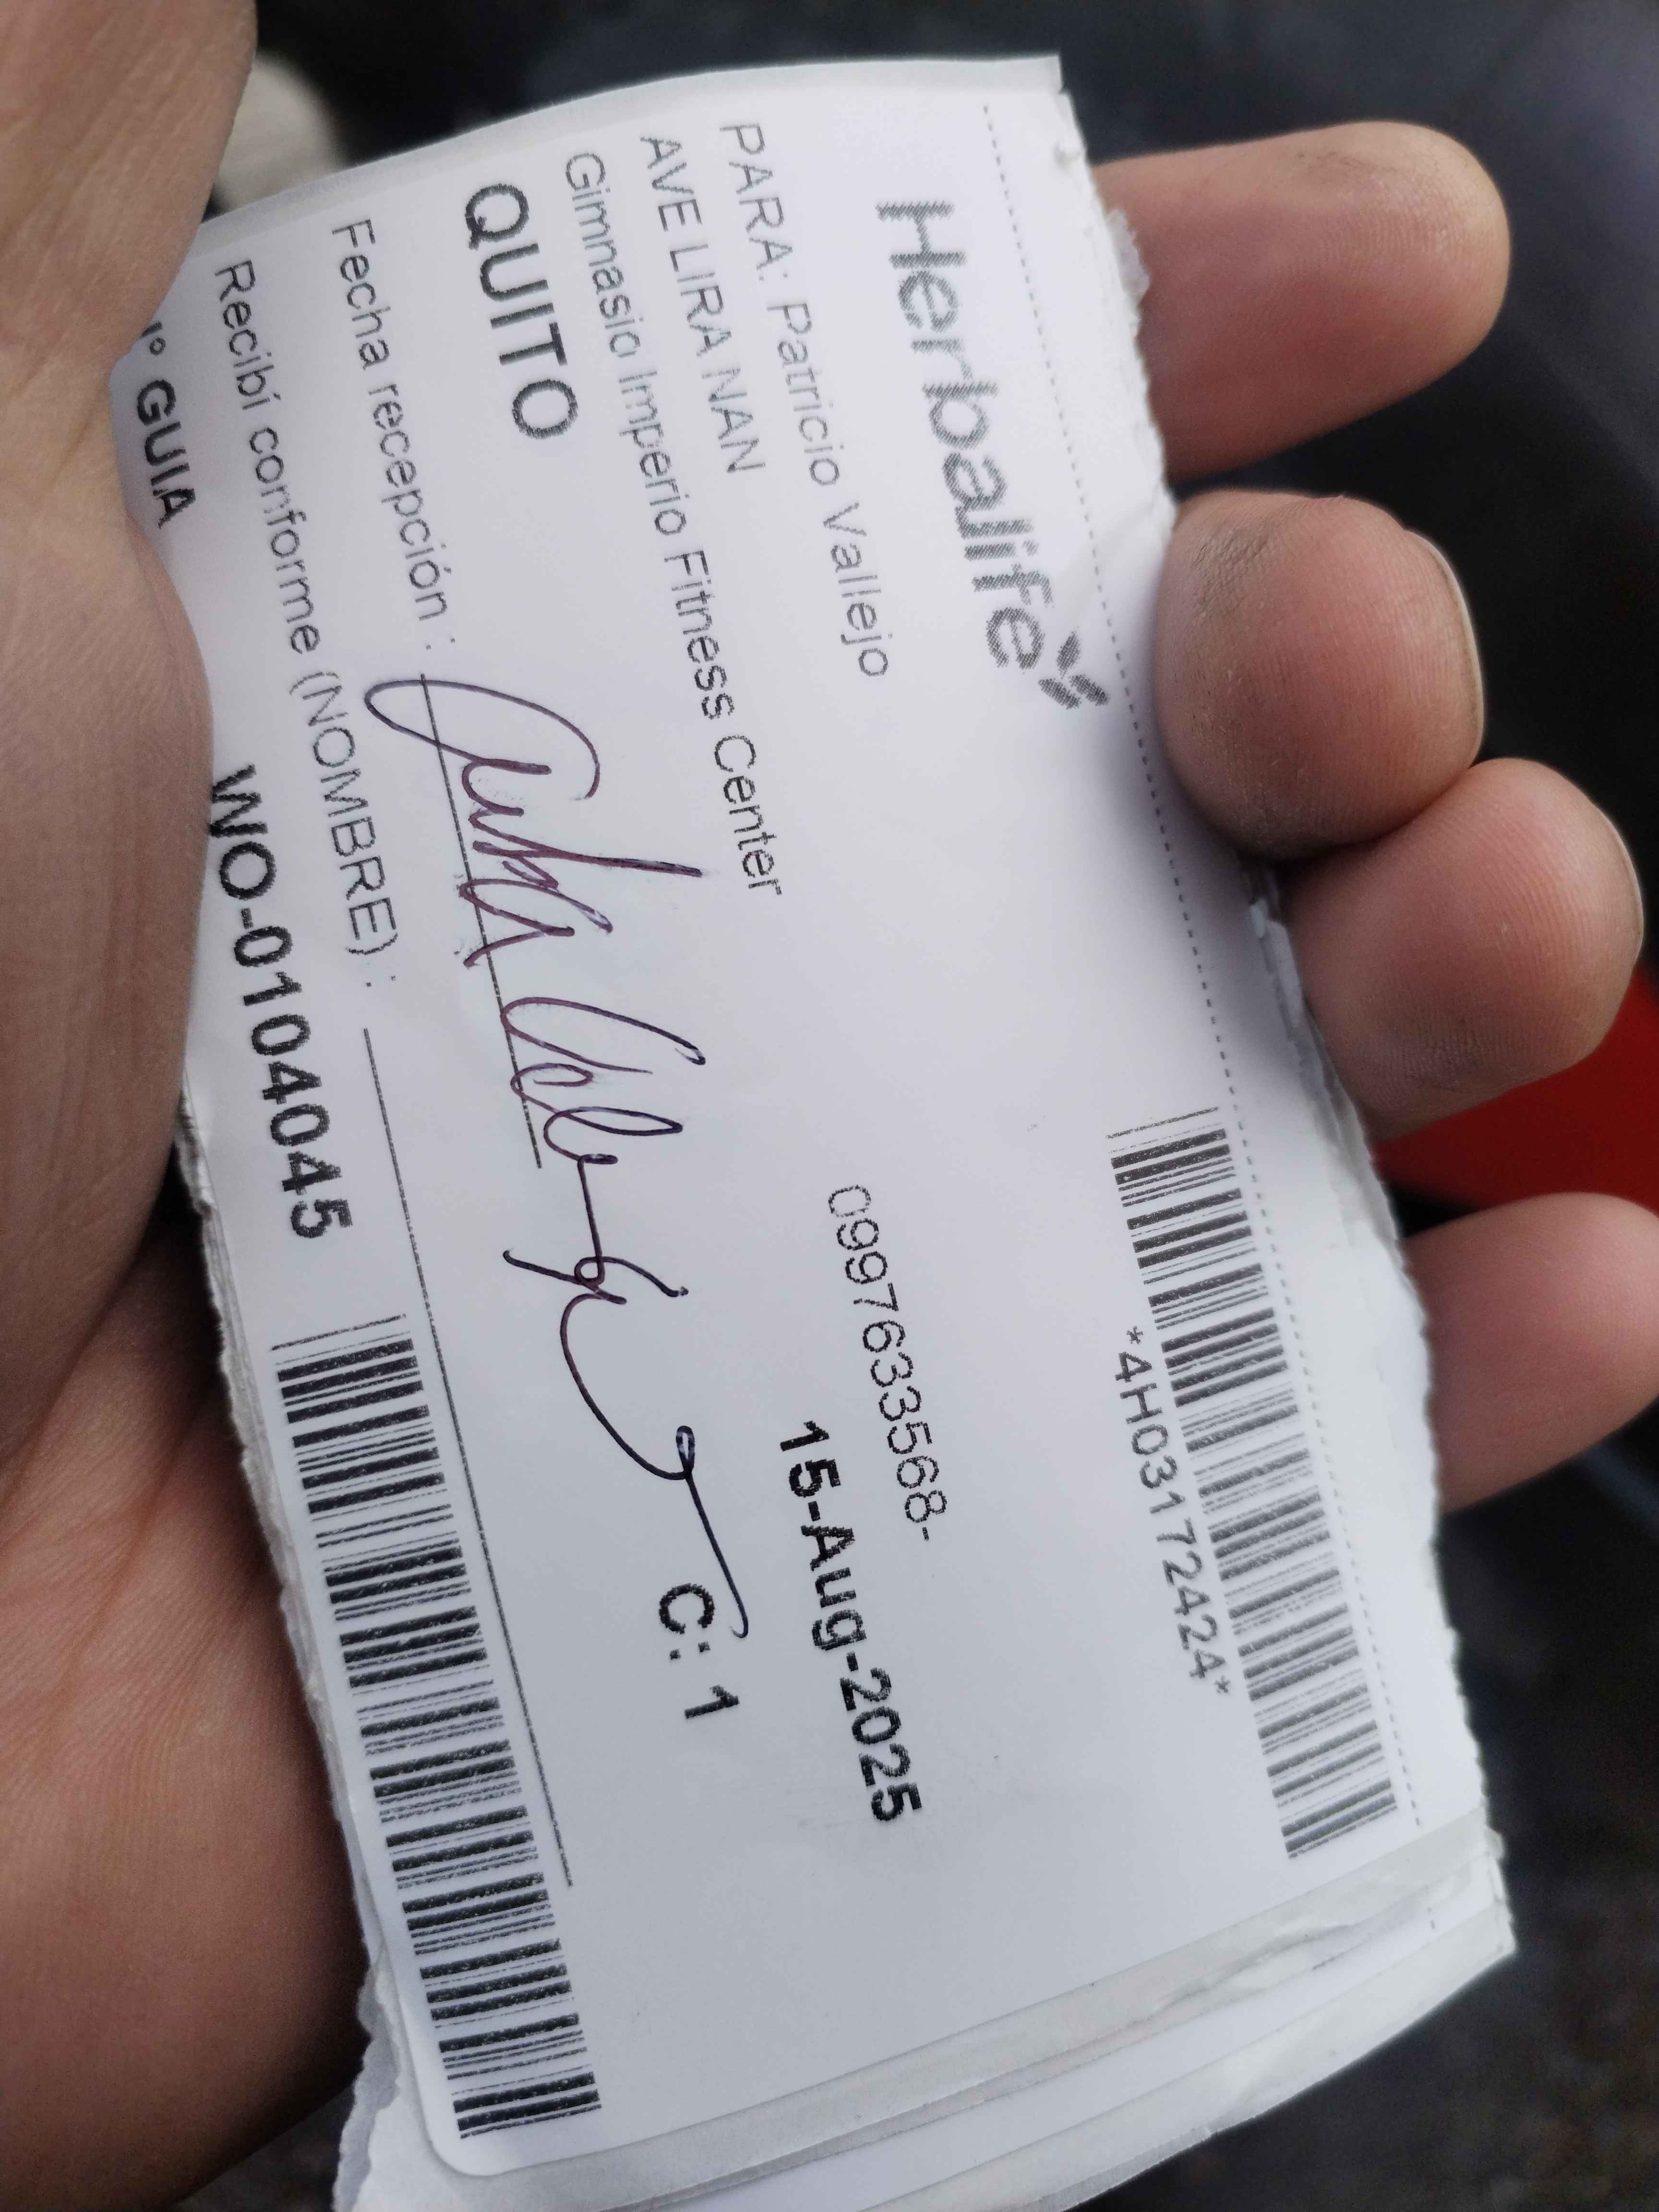 Herbalife
*4H03172424*
PARA: Patricio Vallejo
0997633568-
AVE LIRA NAN
Gimnasio Imperio Fitness Center
15-Aug-2025
QUITO
C: 1
Fecha recepción :
Recibí conforme (NOMBRE) :
Nº GUIA WO-0104045